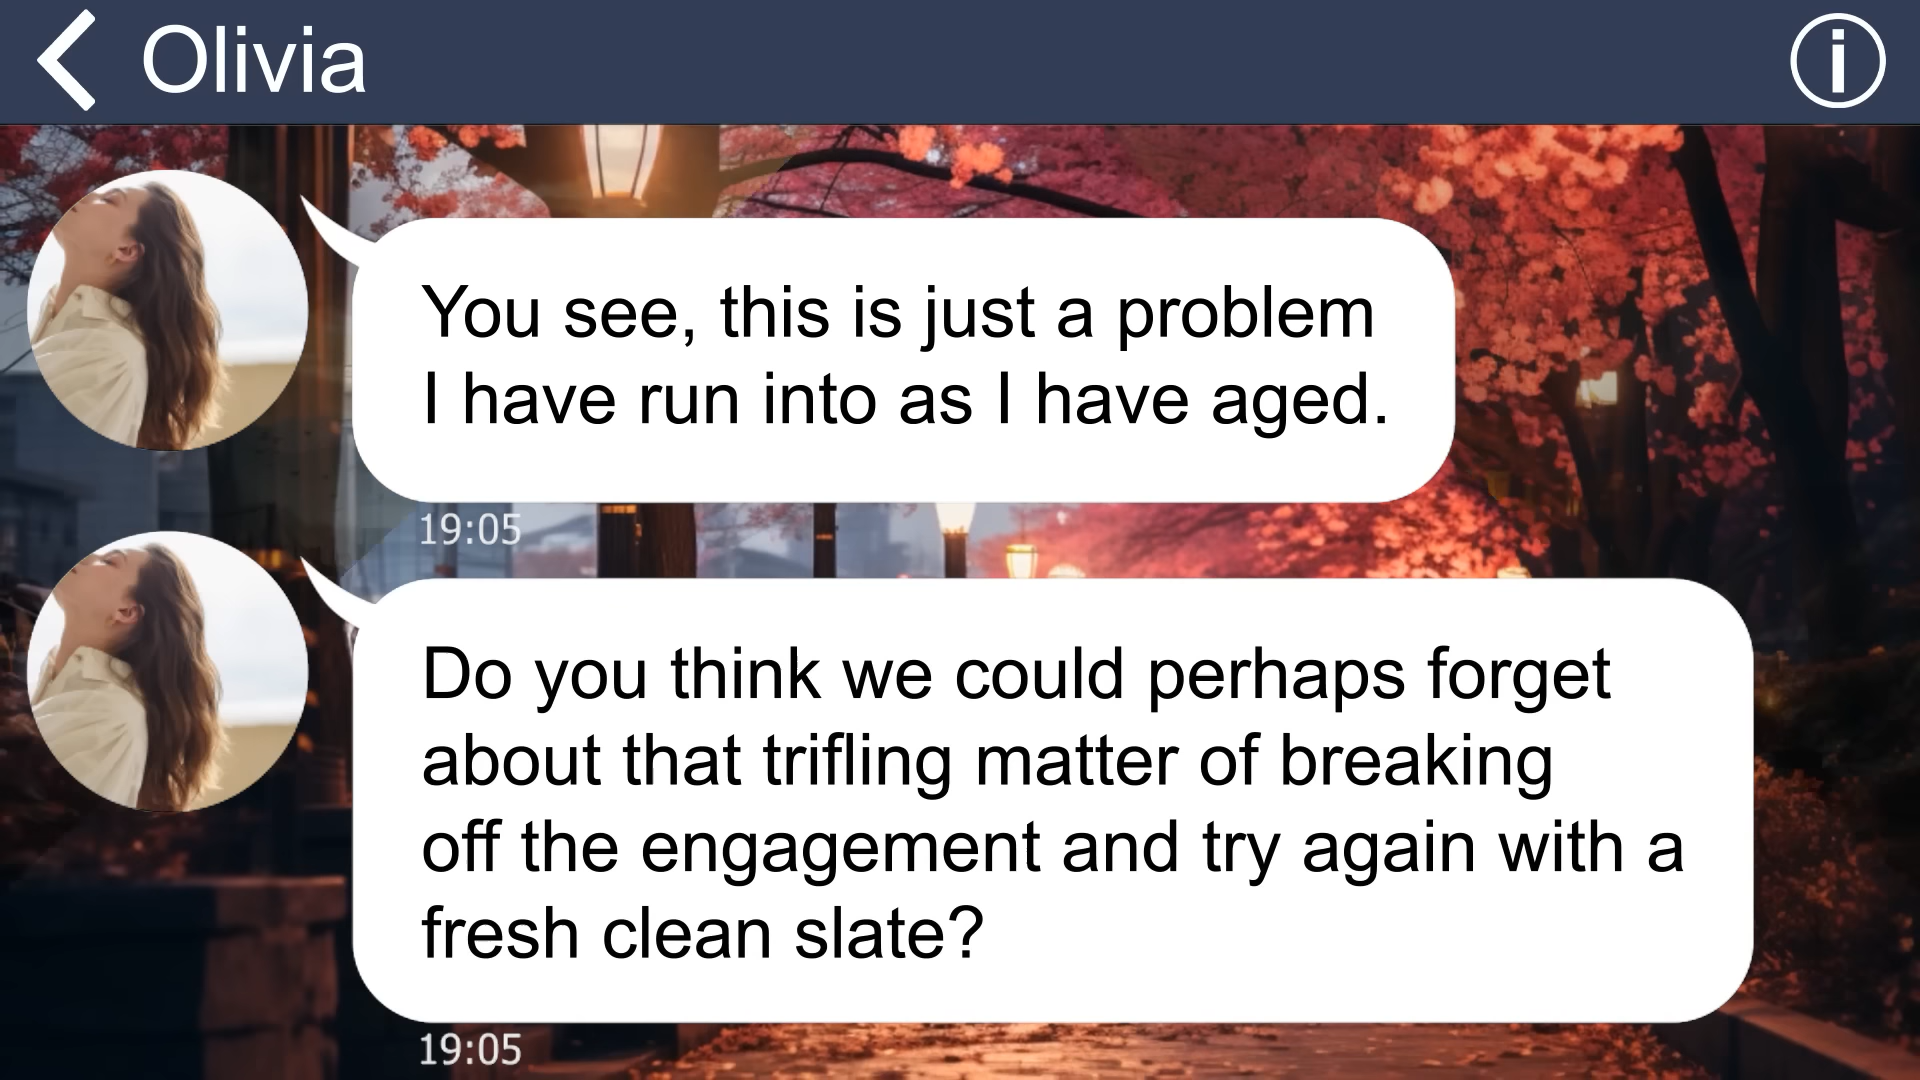 Olivia
You see, this is just a problem
I have run into as I have aged.
19:05
Do you think we could perhaps forget
about that trifling matter of breaking
off the engagement and try again with a
fresh clean slate?
19:05